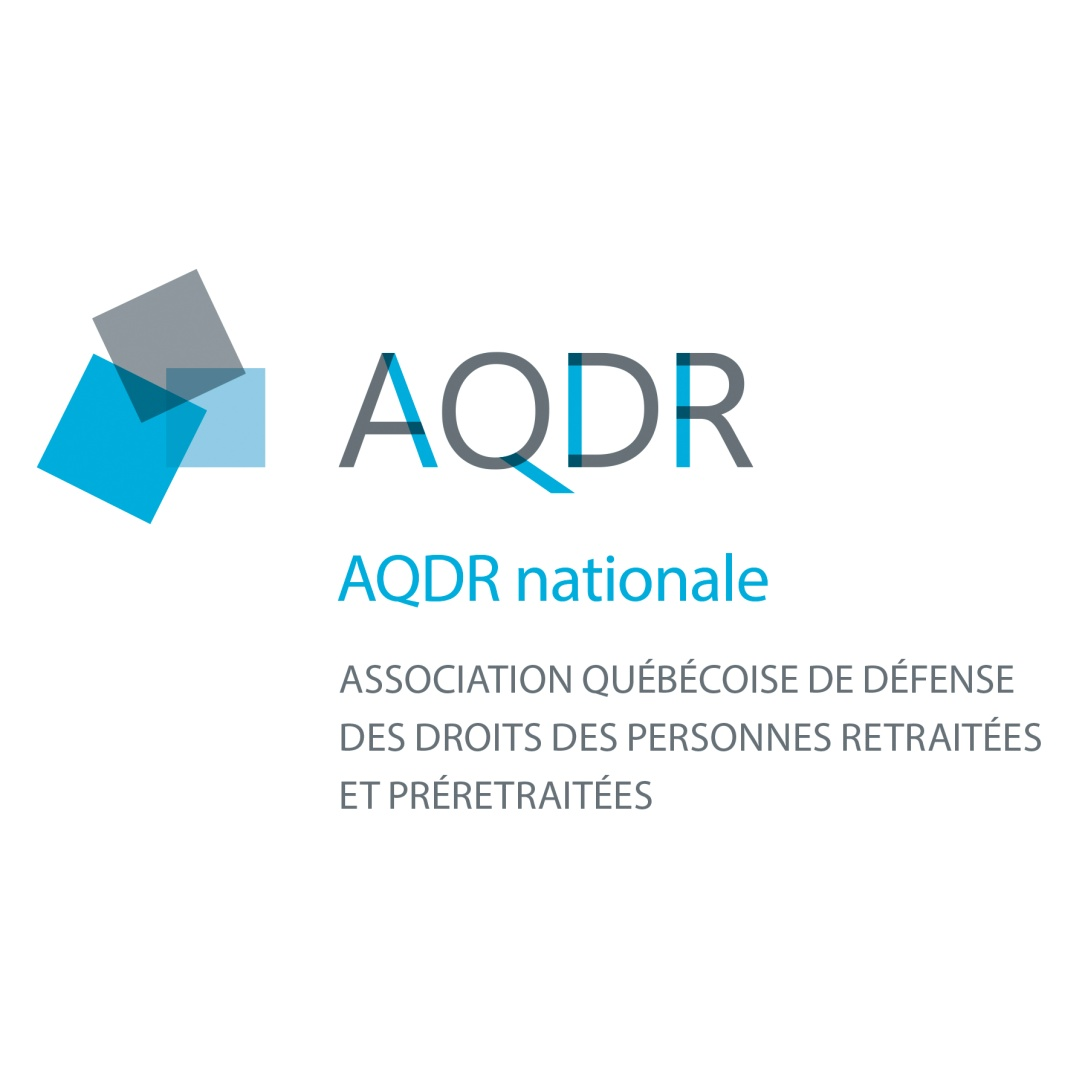 AQDR
AQDR nationale
ASSOCIATION QUÉBÉCOISE DE DÉFENSE
DES DROITS DES PERSONNES RETRAITÉES
ET PRÉRETRAITÉES